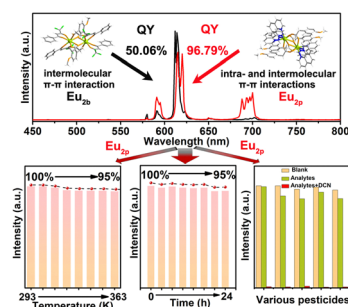 QY
50.06%
QY
96.79%
intermolecular
π-π interaction
Eu2b
intra- and intermolecular
π-π interactions
Eu2p
Intensity (a.u.)
450 500 550 600 650 700 750 800
Wavelength (nm)
Eu2p
Eu2p
100% 95%
Intensity (a.u.)
293 363
Temperature (K)
100% 95%
Intensity (a.u.)
0 24
Time (h)
Blank
Analytes
Analytes+DCN
Intensity (a.u.)
Various pesticides